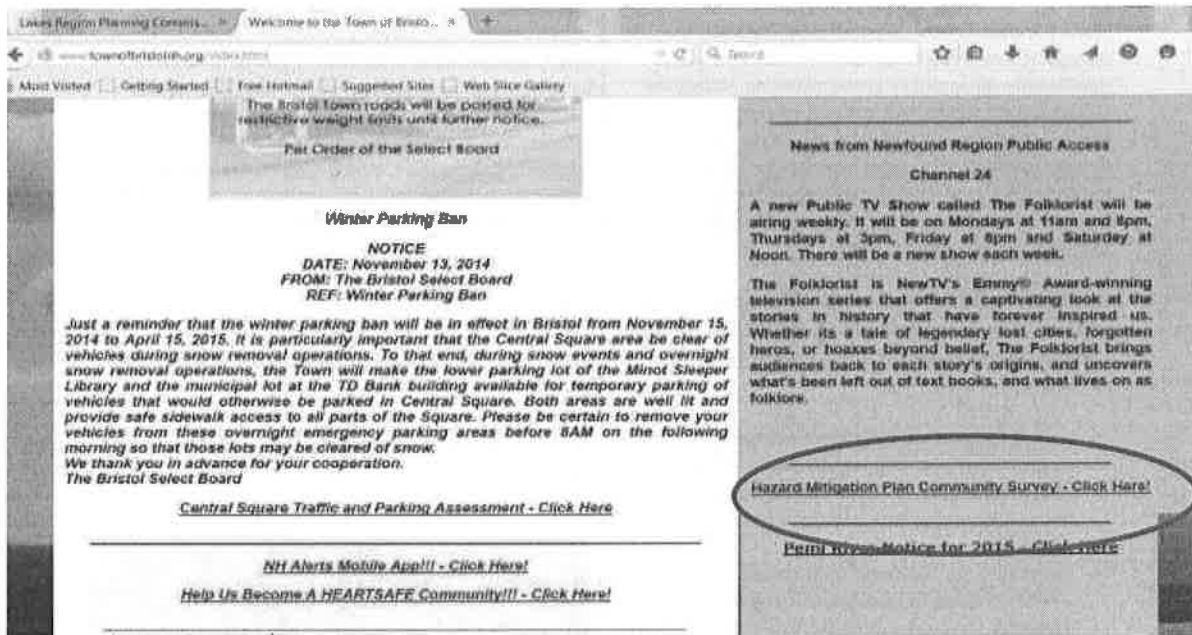 Lakes Region Planning Commis...
Welcome to the Town of Bristo...
www.townofbristolnh.org/index.html
Search
Most Visited
Getting Started
Free Hotmail
Suggested Sites
Web Slice Gallery
The Bristol Town roads will be posted for
restrictive weight limits until further notice.
Per Order of the Select Board
Winter Parking Ban
NOTICE
DATE: November 13, 2014
FROM: The Bristol Select Board
REF: Winter Parking Ban
Just a reminder that the winter parking ban will be in effect in Bristol from November 15,
2014 to April 15, 2015. It is particularly important that the Central Square area be clear of
vehicles during snow removal operations. To that end, during snow events and overnight
snow removal operations, the Town will make the lower parking lot of the Minot Sleeper
Library and the municipal lot at the TD Bank building available for temporary parking of
vehicles that would otherwise be parked in Central Square. Both areas are well lit and
provide safe sidewalk access to all parts of the Square. Please be certain to remove your
vehicles from these overnight emergency parking areas before 8AM on the following
morning so that those lots may be cleared of snow.
We thank you in advance for your cooperation.
The Bristol Select Board
Central Square Traffic and Parking Assessment - Click Here
NH Alerts Mobile App!!! - Click Here!
Help Us Become A HEARTSAFE Community!!! - Click Here!
News from Newfound Region Public Access
Channel 24
A new Public TV Show called The Folklorist will be
airing weekly. It will be on Mondays at 11am and 8pm,
Thursdays at 3pm, Friday at 6pm and Saturday at
Noon. There will be a new show each week.
The Folklorist is NewTV's Emmy® Award-winning
television series that offers a captivating look at the
stories in history that have forever inspired us.
Whether its a tale of legendary lost cities, forgotten
heros, or hoaxes beyond belief, The Folklorist brings
audiences back to each story's origins, and uncovers
what's been left out of text books, and what lives on as
folklore.
Hazard Mitigation Plan Community Survey - Click Here!
Pemi River Notice for 2015 - Click Here